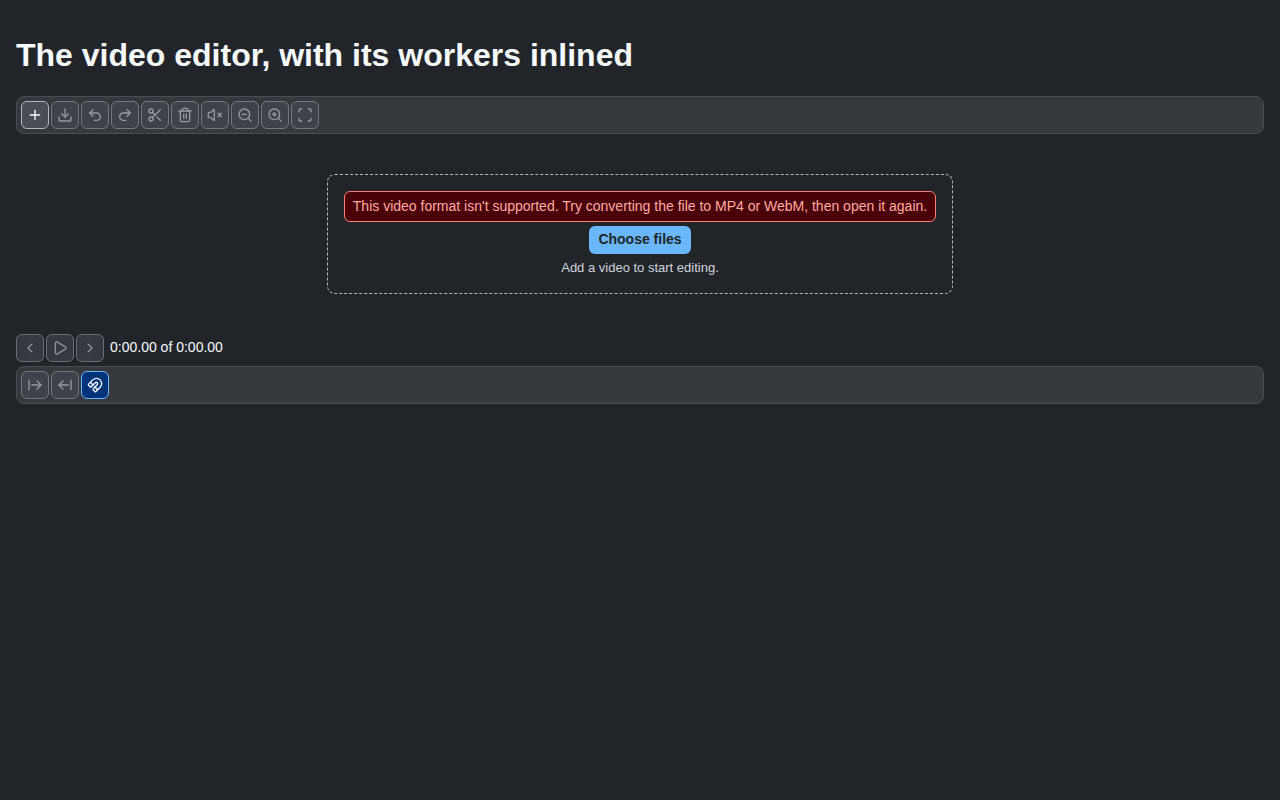 The video editor, with its workers inlined
This video format isn't supported. Try converting the file to MP4 or WebM, then open it again.
Choose files
Add a video to start editing.
0:00.00 of 0:00.00